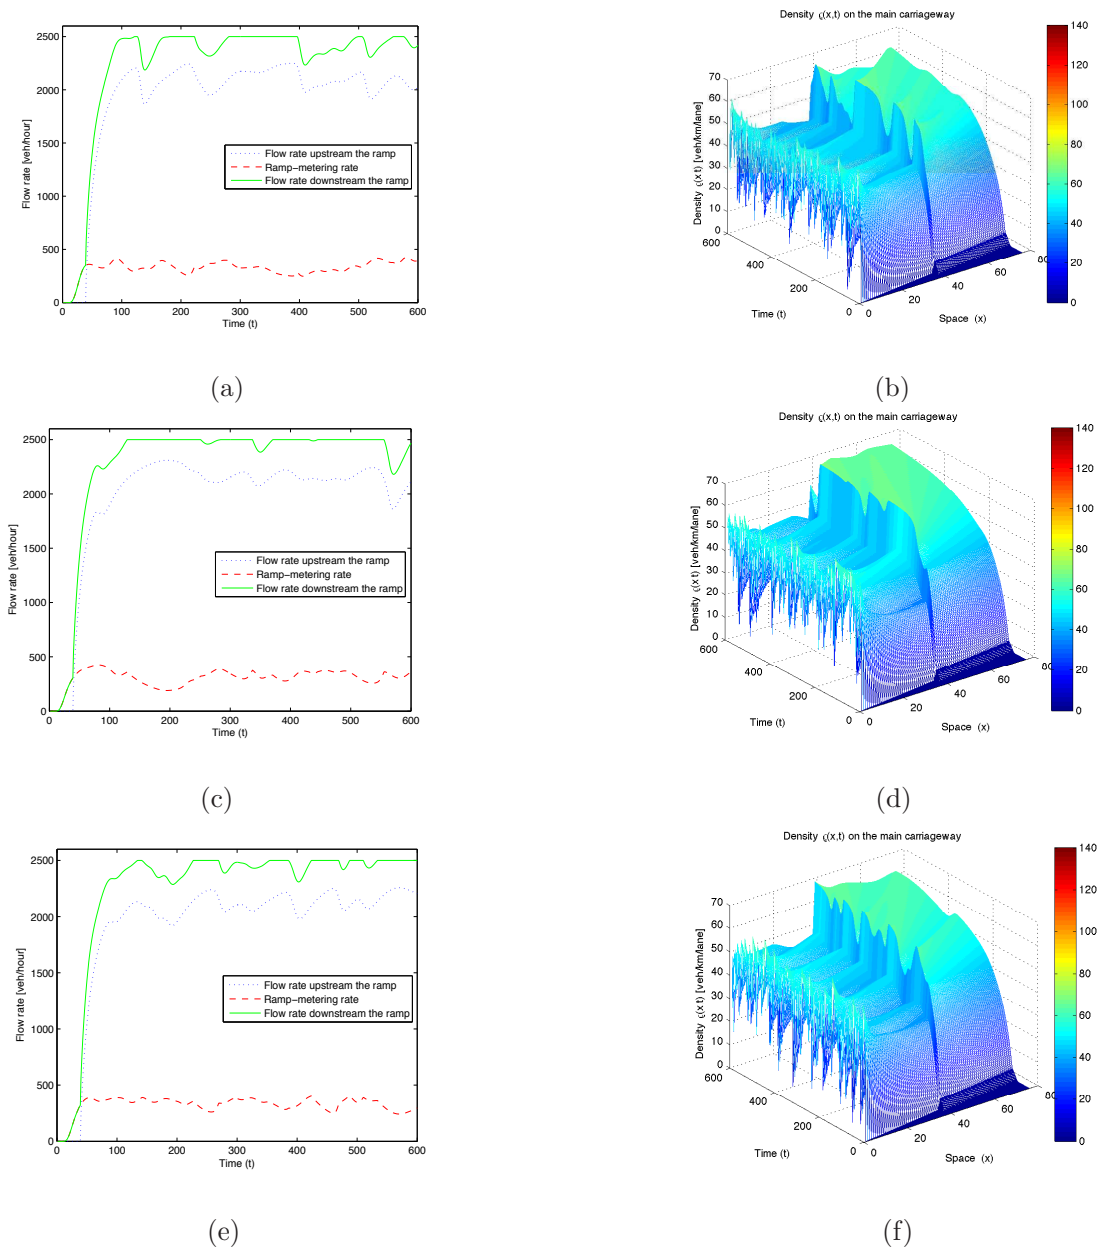 2500
2000
1500
1000
500
0
Flow rate [veh/hour]
Flow rate upstream the ramp
Ramp-metering rate
Flow rate downstream the ramp
0 100 200 300 400 500 600
Time (t)
(a)
Density ς(x,t) on the main carriageway
70
60
50
40
30
20
10
0
Density ς(x t) [veh/km/lane]
600
400
200
0
Time (t)
0
20
40
60
80
Space (x)
140
120
100
80
60
40
20
0
(b)
2500
2000
1500
1000
500
0
Flow rate [veh/hour]
Flow rate upstream the ramp
Ramp-metering rate
Flow rate downstream the ramp
0 100 200 300 400 500 600
Time (t)
(c)
Density ς(x,t) on the main carriageway
70
60
50
40
30
20
10
0
Density ς(x t) [veh/km/lane]
600
400
200
0
Time (t)
0
20
40
60
80
Space (x)
140
120
100
80
60
40
20
0
(d)
2500
2000
1500
1000
500
0
Flow rate [veh/hour]
Flow rate upstream the ramp
Ramp-metering rate
Flow rate downstream the ramp
0 100 200 300 400 500 600
Time (t)
(e)
Density ς(x,t) on the main carriageway
70
60
50
40
30
20
10
0
Density ς(x t) [veh/km/lane]
600
400
200
0
Time (t)
0
20
40
60
80
Space (x)
140
120
100
80
60
40
20
0
(f)